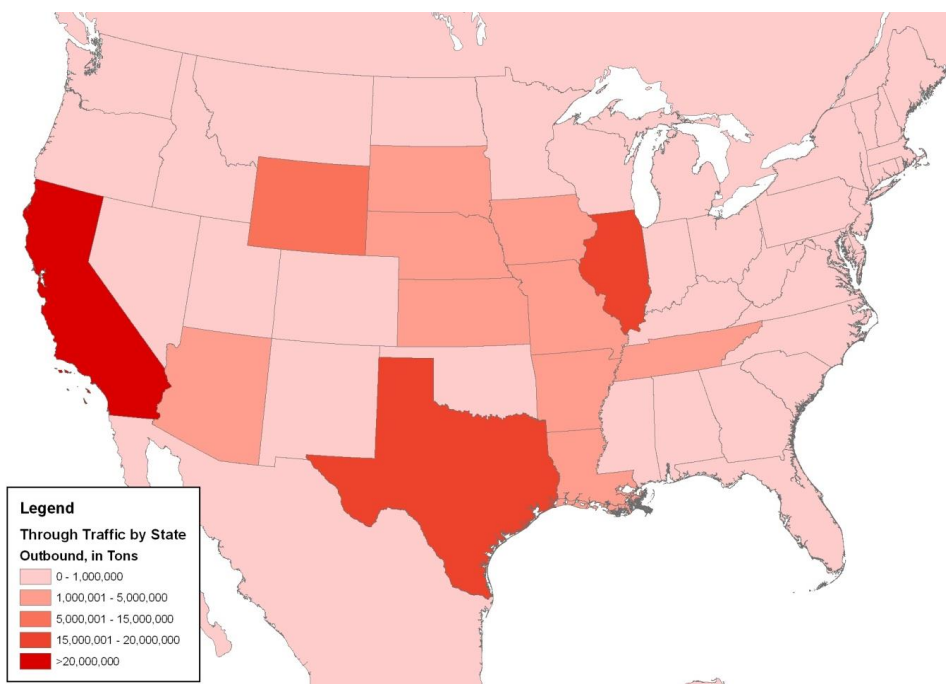 Legend
Through Traffic by State
Outbound, in Tons
0 - 1,000,000
1,000,001 - 5,000,000
5,000,001 - 15,000,000
15,000,001 - 20,000,000
>20,000,000